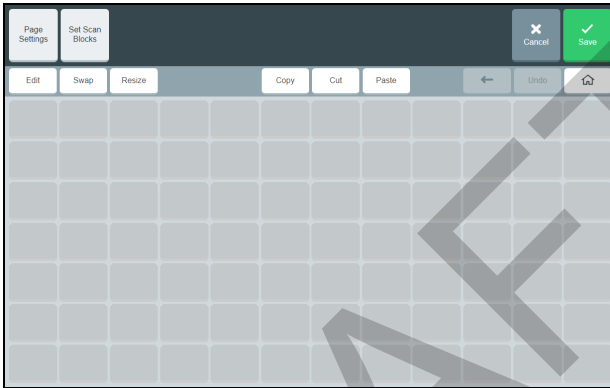 Page
Settings
Set Scan
Blocks
Cancel
Save
Edit
Swap
Resize
Copy
Cut
Paste
Undo